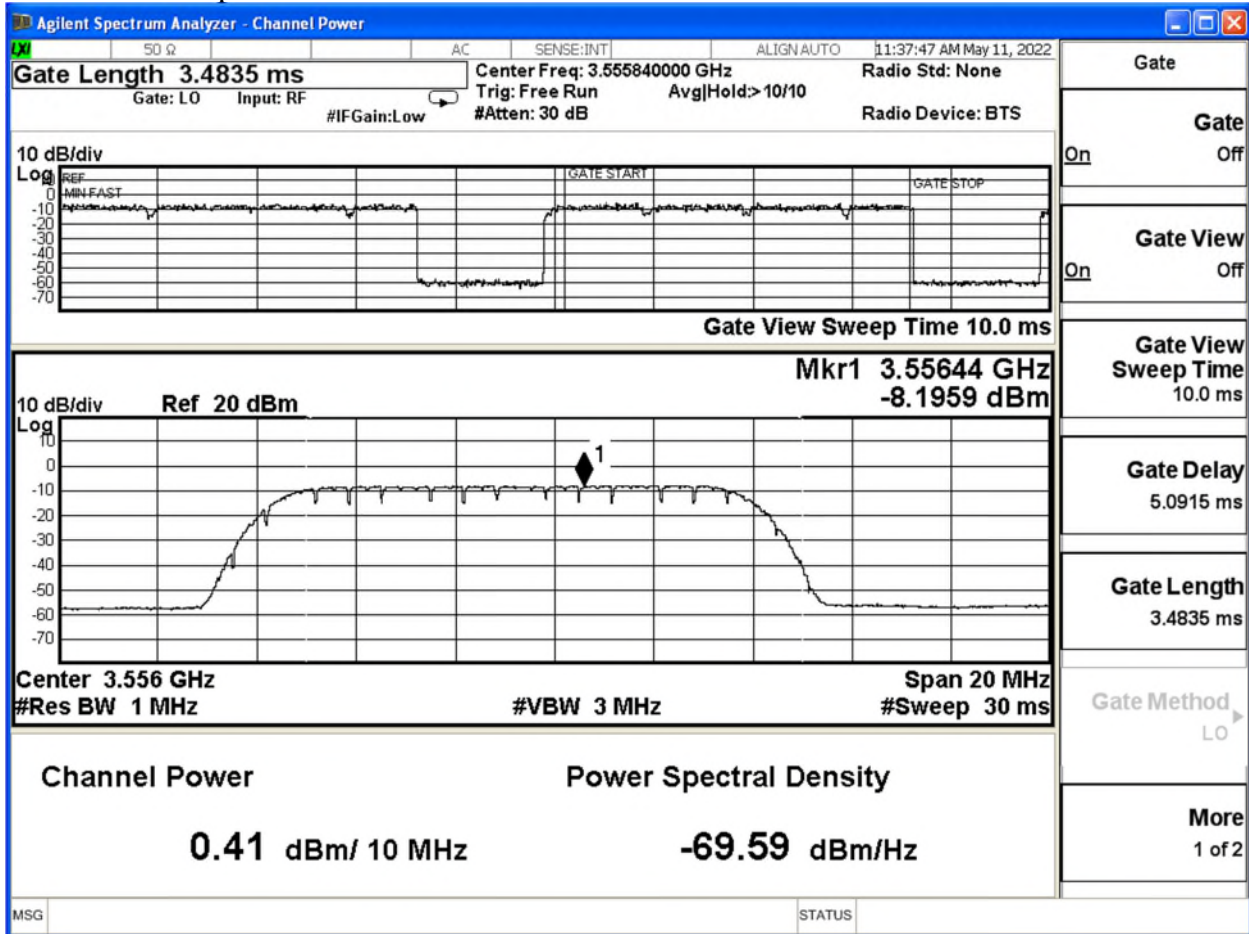 Agilent Spectrum Analyzer - Channel Power
LXI 50 Ω AC SENSE:INT ALIGN AUTO 11:37:47 AM May 11, 2022
Gate Length 3.4835 ms
Gate: LO Input: RF
#IFGain:Low
Center Freq: 3.555840000 GHz
Trig: Free Run Avg|Hold:> 10/10
#Atten: 30 dB
Radio Std: None
Radio Device: BTS
10 dB/div
Log
REF
MIN FAST
GATE START
GATE STOP
0
-10
-20
-30
-40
-50
-60
-70
Gate View Sweep Time 10.0 ms
Mkr1 3.55644 GHz
-8.1959 dBm
10 dB/div Ref 20 dBm
Log
10
0
-10
-20
-30
-40
-50
-60
-70
1
Center 3.556 GHz Span 20 MHz
#Res BW 1 MHz #VBW 3 MHz #Sweep 30 ms
Channel Power Power Spectral Density
0.41 dBm/ 10 MHz -69.59 dBm/Hz
MSG STATUS
Gate
Gate
On Off
Gate View
On Off
Gate View
Sweep Time
10.0 ms
Gate Delay
5.0915 ms
Gate Length
3.4835 ms
Gate Method
LO
More
1 of 2